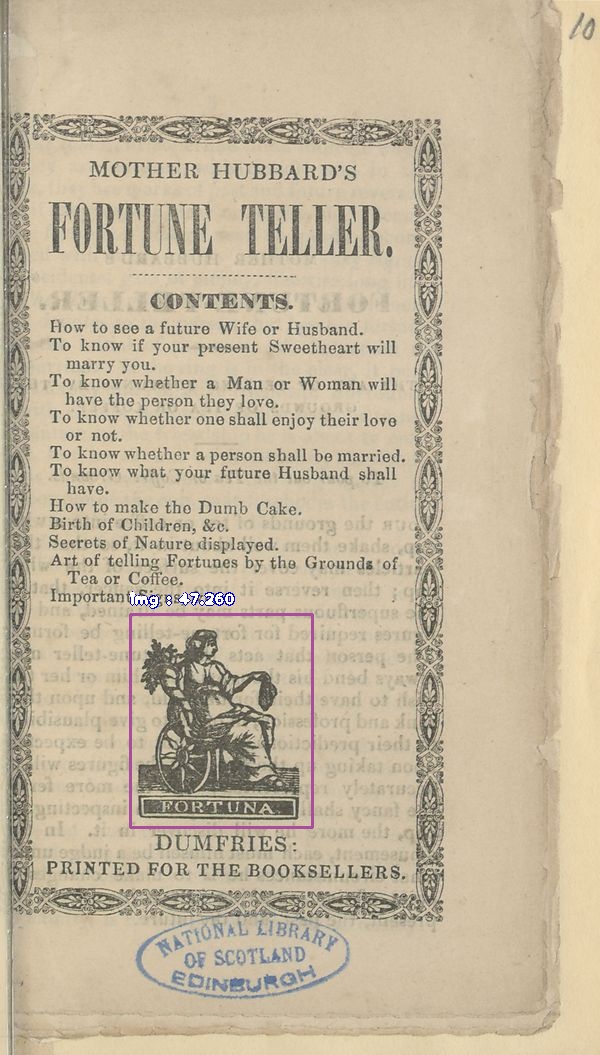 10
MOTHER HUBBARD'S
FORTUNE TELLER.
CONTENTS.
How to see a future Wife or Husband.
To know if your present Sweetheart will
marry you.
To know whether a Man or Woman will
have the person they love.
To know whether one shall enjoy their love
or not.
To know whether a person shall be married.
To know what your future Husband shall
have.
How to make the Dumb Cake.
Birth of Children, &c.
Secrets of Nature displayed.
Art of telling Fortunes by the Grounds of
Tea or Coffee.
Important
img : 47.260
FORTUNA.
DUMFRIES:
PRINTED FOR THE BOOKSELLERS.
NATIONAL LIBRARY
OF SCOTLAND
EDINBURGH